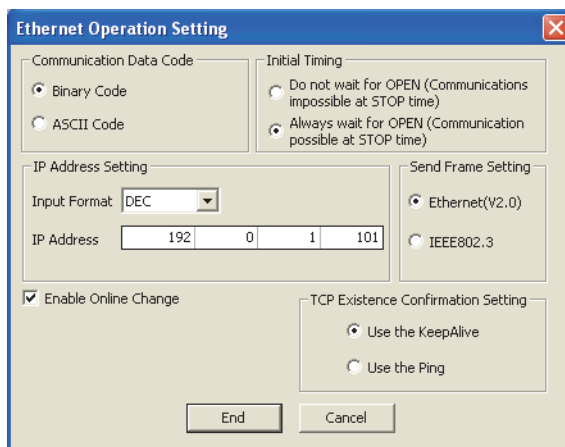 Ethernet Operation Setting
Communication Data Code
Binary Code
ASCII Code
Initial Timing
Do not wait for OPEN (Communications
impossible at STOP time)
Always wait for OPEN (Communication
possible at STOP time)
IP Address Setting
Input Format DEC
IP Address 192 0 1 101
Send Frame Setting
Ethernet(V2.0)
IEEE802.3
Enable Online Change
TCP Existence Confirmation Setting
Use the KeepAlive
Use the Ping
End Cancel